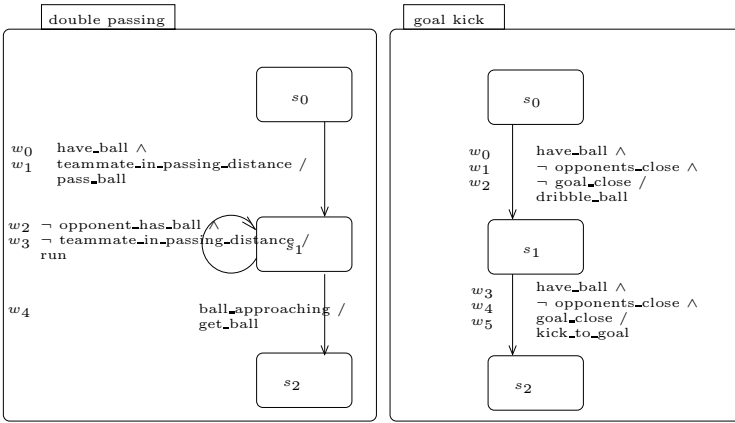 double passing
s0
w0 have_ball ∧
w1 teammate_in_passing_distance /
pass_ball
w2 ¬ opponent_has_ball ∧
w3 ¬ teammate_in_passing_distance /
run
s1
w4 ball_approaching /
get_ball
s2
goal kick
s0
w0 have_ball ∧
w1 ¬ opponents_close ∧
w2 ¬ goal_close /
dribble_ball
s1
w3 have_ball ∧
w4 ¬ opponents_close ∧
w5 goal_close /
kick_to_goal
s2